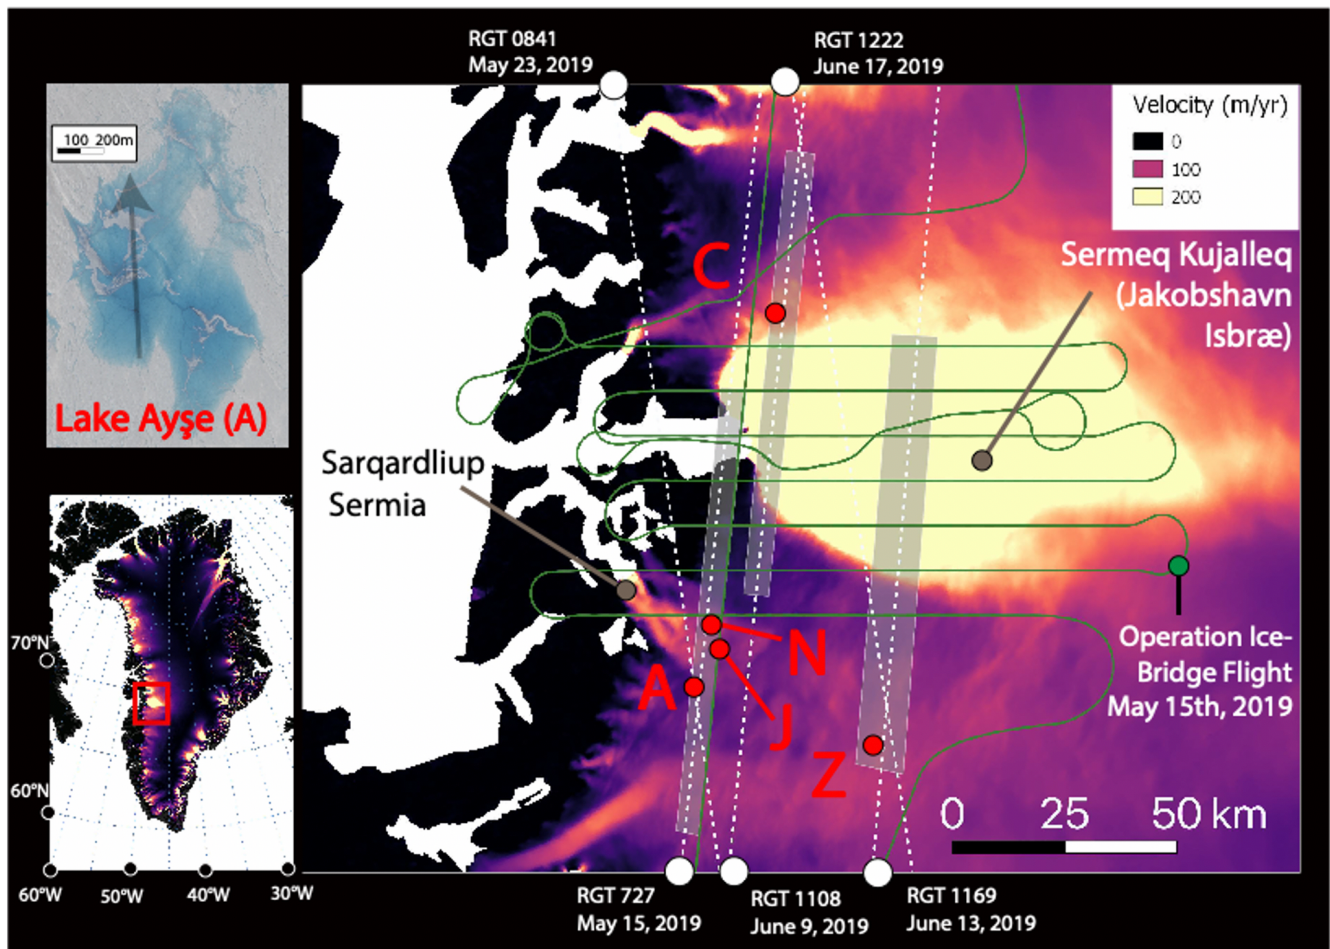 RGT 0841
May 23, 2019
RGT 1222
June 17, 2019
100 200m
Lake Ayşe (A)
Velocity (m/yr)
0
100
200
Sermeq Kujalleq
(Jakobshavn
Isbræ)
C
Sarqardliup
Sermia
N
A
J
Z
Operation Ice-
Bridge Flight
May 15th, 2019
0 25 50 km
70°N
60°N
60°W 50°W 40°W 30°W
RGT 727
May 15, 2019
RGT 1108
June 9, 2019
RGT 1169
June 13, 2019